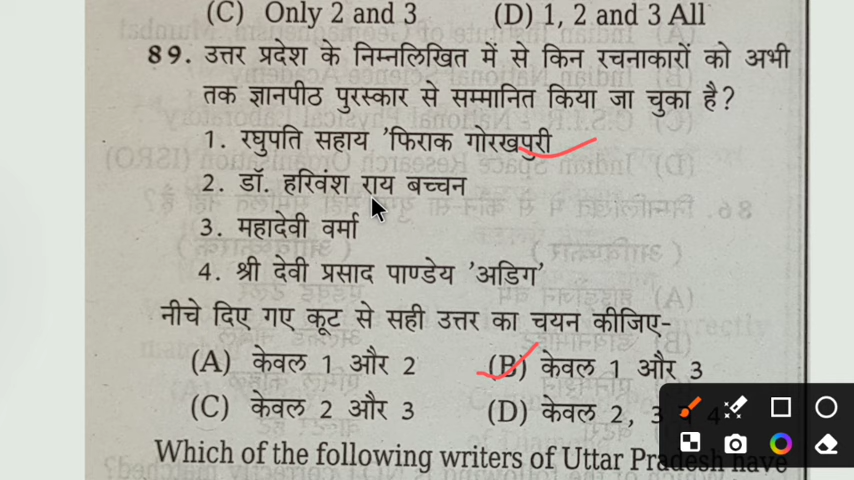 (C) Only 2 and 3 (D) 1, 2 and 3 All
89. उत्तर प्रदेश के निम्नलिखित में से किन रचनाकारों को अभी
तक ज्ञानपीठ पुरस्कार से सम्मानित किया जा चुका है?
1. रघुपति सहाय 'फिराक गोरखपुरी
2. डॉ. हरिवंश राय बच्चन
3. महादेवी वर्मा
4. श्री देवी प्रसाद पाण्डेय 'अडिग'
नीचे दिए गए कूट से सही उत्तर का चयन कीजिए-
(A) केवल 1 और 2 (B) केवल 1 और 3
(C) केवल 2 और 3 (D) केवल 2, 3 4
Which of the following writers of Uttar Pradesh have